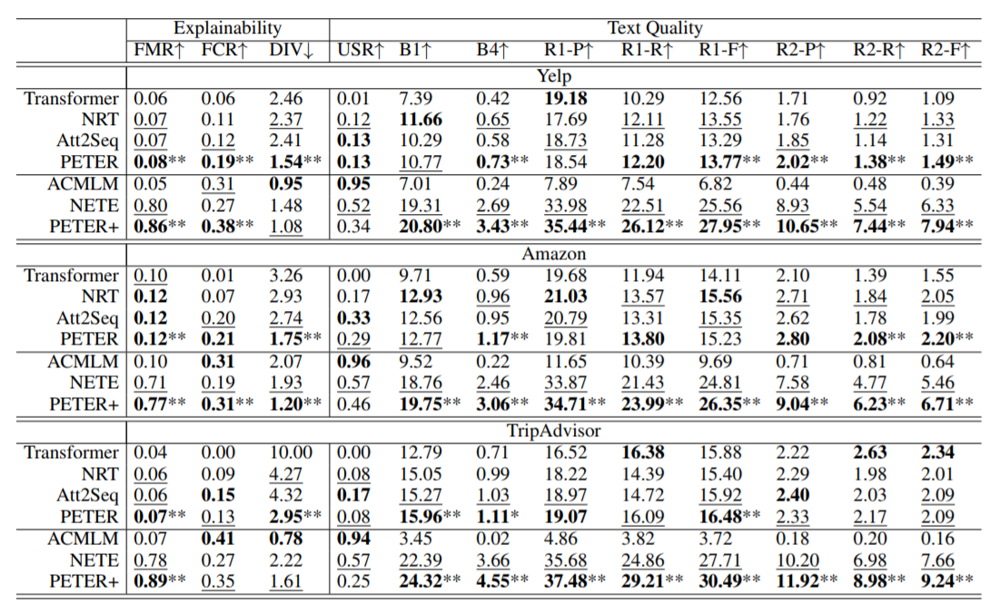 Explainability Text Quality
FMR↑ FCR↑ DIV↓ USR↑ B1↑ B4↑ R1-P↑ R1-R↑ R1-F↑ R2-P↑ R2-R↑ R2-F↑
Yelp
Transformer 0.06 0.06 2.46 0.01 7.39 0.42 19.18 10.29 12.56 1.71 0.92 1.09
NRT 0.07 0.11 2.37 0.12 11.66 0.65 17.69 12.11 13.55 1.76 1.22 1.33
Att2Seq 0.07 0.12 2.41 0.13 10.29 0.58 18.73 11.28 13.29 1.85 1.14 1.31
PETER 0.08** 0.19** 1.54** 0.13 10.77 0.73** 18.54 12.20 13.77** 2.02** 1.38** 1.49**
ACMLM 0.05 0.31 0.95 0.95 7.01 0.24 7.89 7.54 6.82 0.44 0.48 0.39
NETE 0.80 0.27 1.48 0.52 19.31 2.69 33.98 22.51 25.56 8.93 5.54 6.33
PETER+ 0.86** 0.38** 1.08 0.34 20.80** 3.43** 35.44** 26.12** 27.95** 10.65** 7.44** 7.94**
Amazon
Transformer 0.10 0.01 3.26 0.00 9.71 0.59 19.68 11.94 14.11 2.10 1.39 1.55
NRT 0.12 0.07 2.93 0.17 12.93 0.96 21.03 13.57 15.56 2.71 1.84 2.05
Att2Seq 0.12 0.20 2.74 0.33 12.56 0.95 20.79 13.31 15.35 2.62 1.78 1.99
PETER 0.12** 0.21 1.75** 0.29 12.77 1.17** 19.81 13.80 15.23 2.80 2.08** 2.20**
ACMLM 0.10 0.31 2.07 0.96 9.52 0.22 11.65 10.39 9.69 0.71 0.81 0.64
NETE 0.71 0.19 1.93 0.57 18.76 2.46 33.87 21.43 24.81 7.58 4.77 5.46
PETER+ 0.77** 0.31** 1.20** 0.46 19.75** 3.06** 34.71** 23.99** 26.35** 9.04** 6.23** 6.71**
TripAdvisor
Transformer 0.04 0.00 10.00 0.00 12.79 0.71 16.52 16.38 15.88 2.22 2.63 2.34
NRT 0.06 0.09 4.27 0.08 15.05 0.99 18.22 14.39 15.40 2.29 1.98 2.01
Att2Seq 0.06 0.15 4.32 0.17 15.27 1.03 18.97 14.72 15.92 2.40 2.03 2.09
PETER 0.07** 0.13 2.95** 0.08 15.96** 1.11* 19.07 16.09 16.48** 2.33 2.17 2.09
ACMLM 0.07 0.41 0.78 0.94 3.45 0.02 4.86 3.82 3.72 0.18 0.20 0.16
NETE 0.78 0.27 2.22 0.57 22.39 3.66 35.68 24.86 27.71 10.20 6.98 7.66
PETER+ 0.89** 0.35 1.61 0.25 24.32** 4.55** 37.48** 29.21** 30.49** 11.92** 8.98** 9.24**